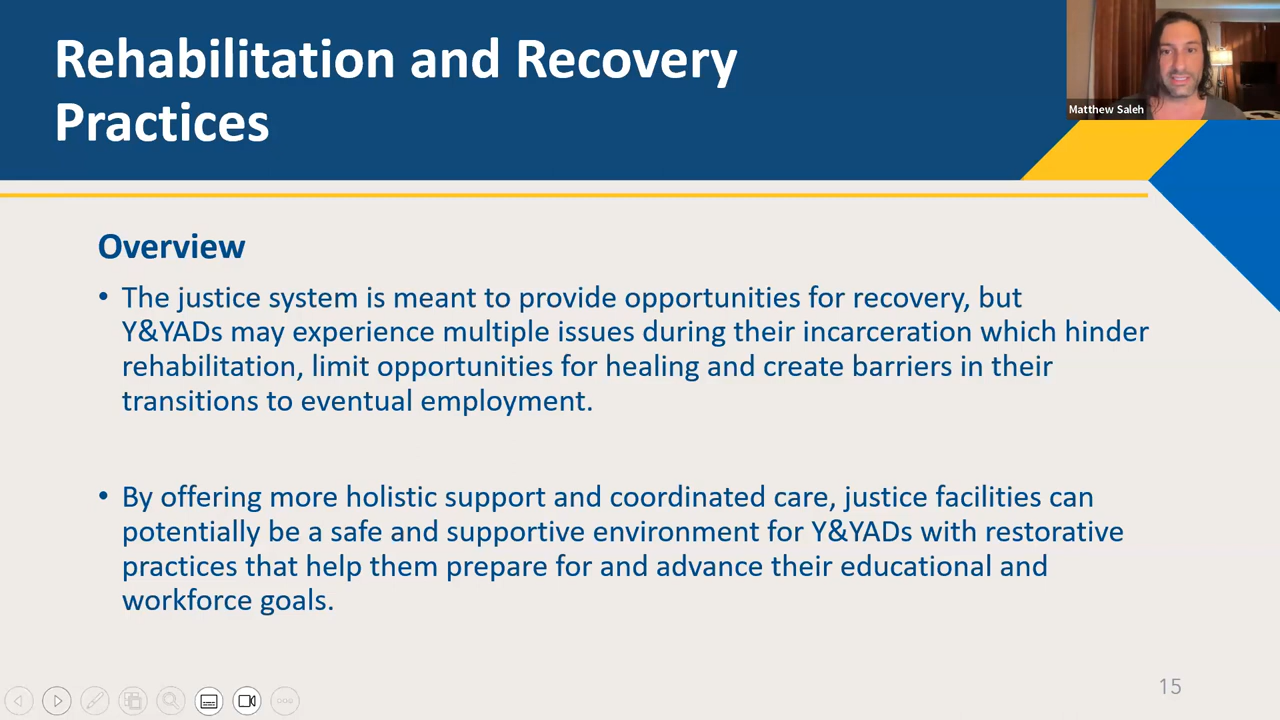 Rehabilitation and Recovery
Practices
Matthew Saleh
Overview
• The justice system is meant to provide opportunities for recovery, but
Y&YADs may experience multiple issues during their incarceration which hinder
rehabilitation, limit opportunities for healing and create barriers in their
transitions to eventual employment.
• By offering more holistic support and coordinated care, justice facilities can
potentially be a safe and supportive environment for Y&YADs with restorative
practices that help them prepare for and advance their educational and
workforce goals.
15